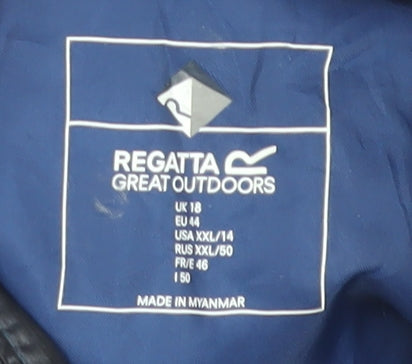 REGATTA
GREAT OUTDOORS
UK 18
EU 44
USA XXL/14
RUS XXL/50
FR/E 46
I 50
MADE IN MYANMAR